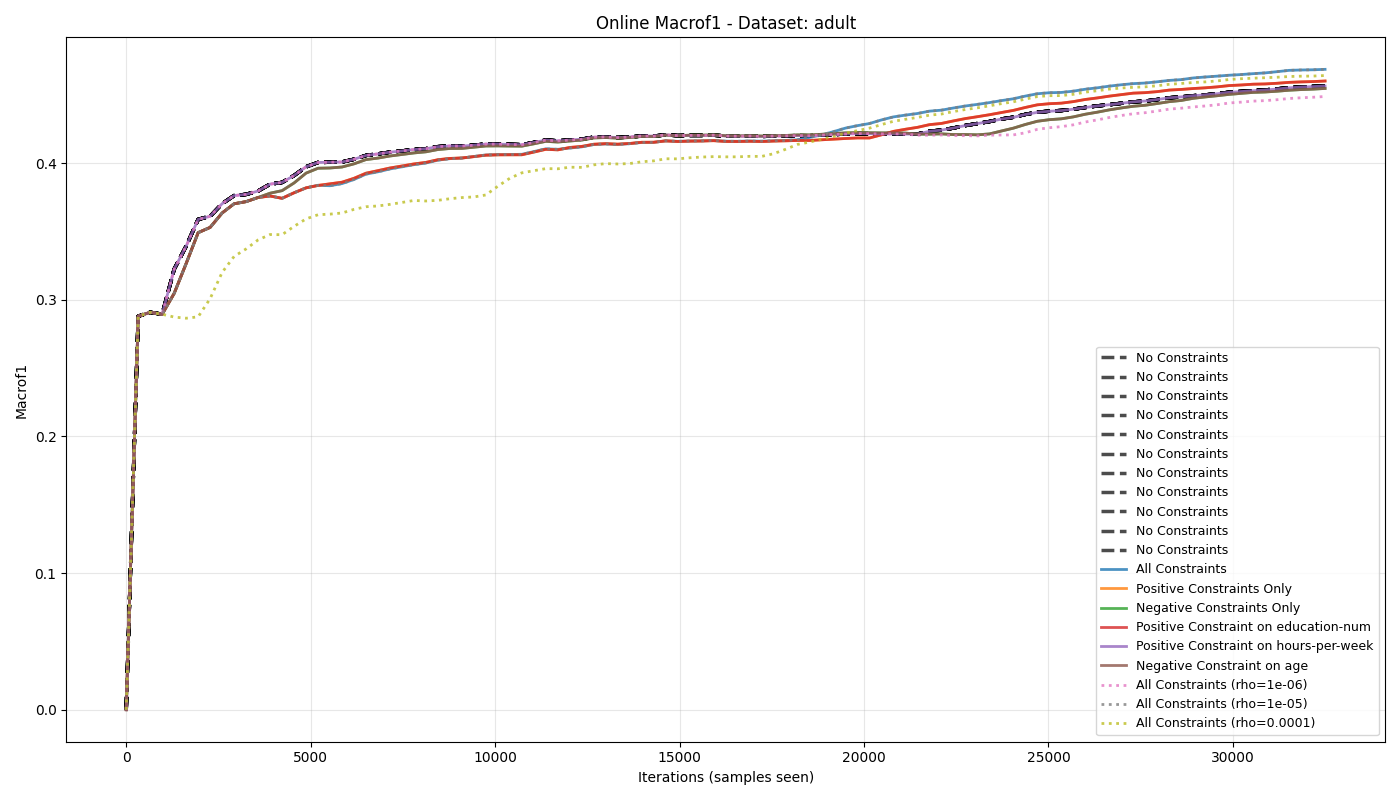 Online Macrof1 - Dataset: adult
Macrof1
0.4
0.3
0.2
0.1
0.0
No Constraints
No Constraints
No Constraints
No Constraints
No Constraints
No Constraints
No Constraints
No Constraints
No Constraints
No Constraints
No Constraints
All Constraints
Positive Constraints Only
Negative Constraints Only
Positive Constraint on education-num
Positive Constraint on hours-per-week
Negative Constraint on age
All Constraints (rho=1e-06)
All Constraints (rho=1e-05)
All Constraints (rho=0.0001)
0 5000 10000 15000 20000 25000 30000
Iterations (samples seen)